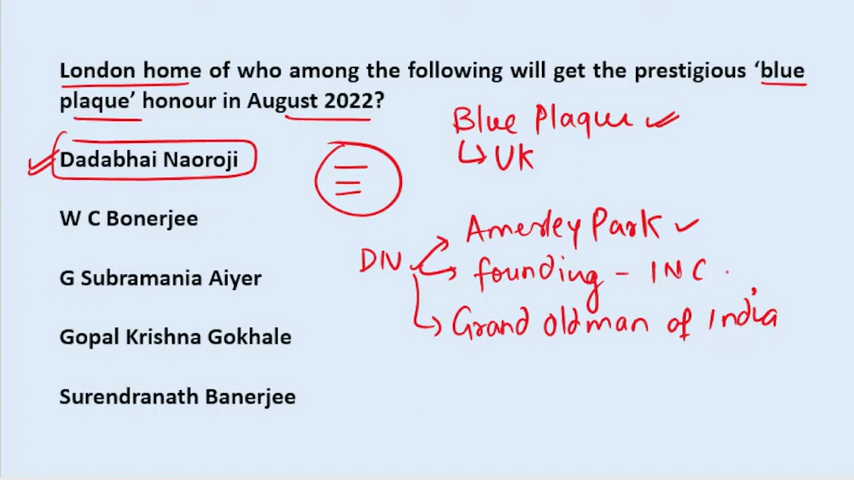 London home of who among the following will get the prestigious ‘blue
plaque’ honour in August 2022?
Blue Plaque
UK
Dadabhai Naoroji
W C Bonerjee
Amersley Park
DN
founding - INC
G Subramania Aiyer
Grand oldman of India
Gopal Krishna Gokhale
Surendranath Banerjee